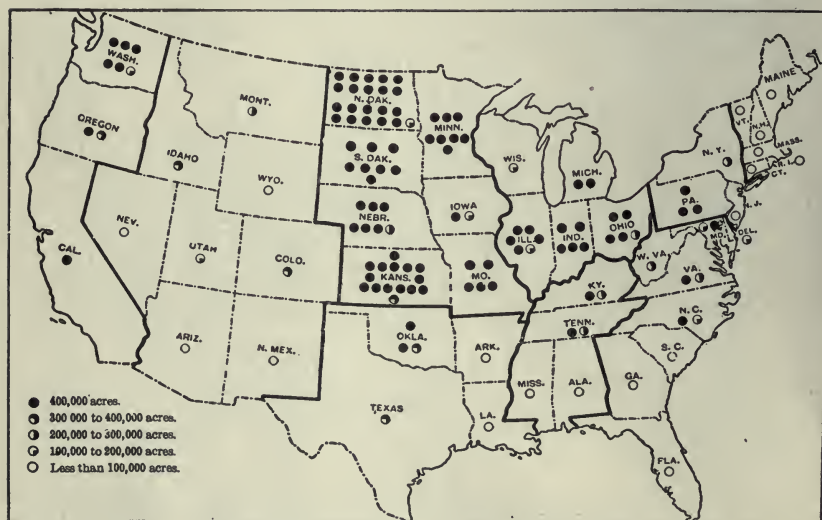 WASH.
OREGON
CAL.
IDAHO
NEV.
MONT.
WYO.
UTAH
COLO.
ARIZ.
N. MEX.
N. DAK.
S. DAK.
NEBR.
KANS.
OKLA.
TEXAS
MINN.
IOWA
MO.
ARK.
LA.
WIS.
ILL.
MICH.
IND.
OHIO
KY.
TENN.
MISS.
ALA.
GA.
FLA.
S. C.
N. C.
VA.
W. VA.
MD.
DEL.
PA.
N. J.
N. Y.
CT.
R. I.
MASS.
VT.
N.H.
MAINE
400,000 acres.
300 000 to 400,000 acres.
200,000 to 300,000 acres.
100,000 to 200,000 acres.
Less than 100,000 acres.